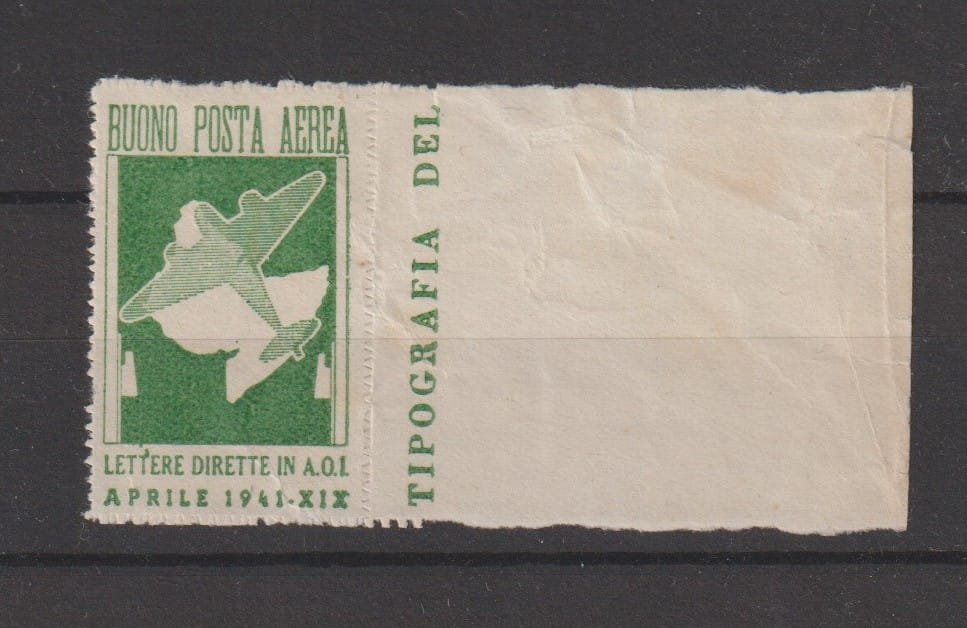 BUONO POSTA AEREA
LETTERE DIRETTE IN A.O.I.
APRILE 1941-XIX
TIPOGRAFIA DEL